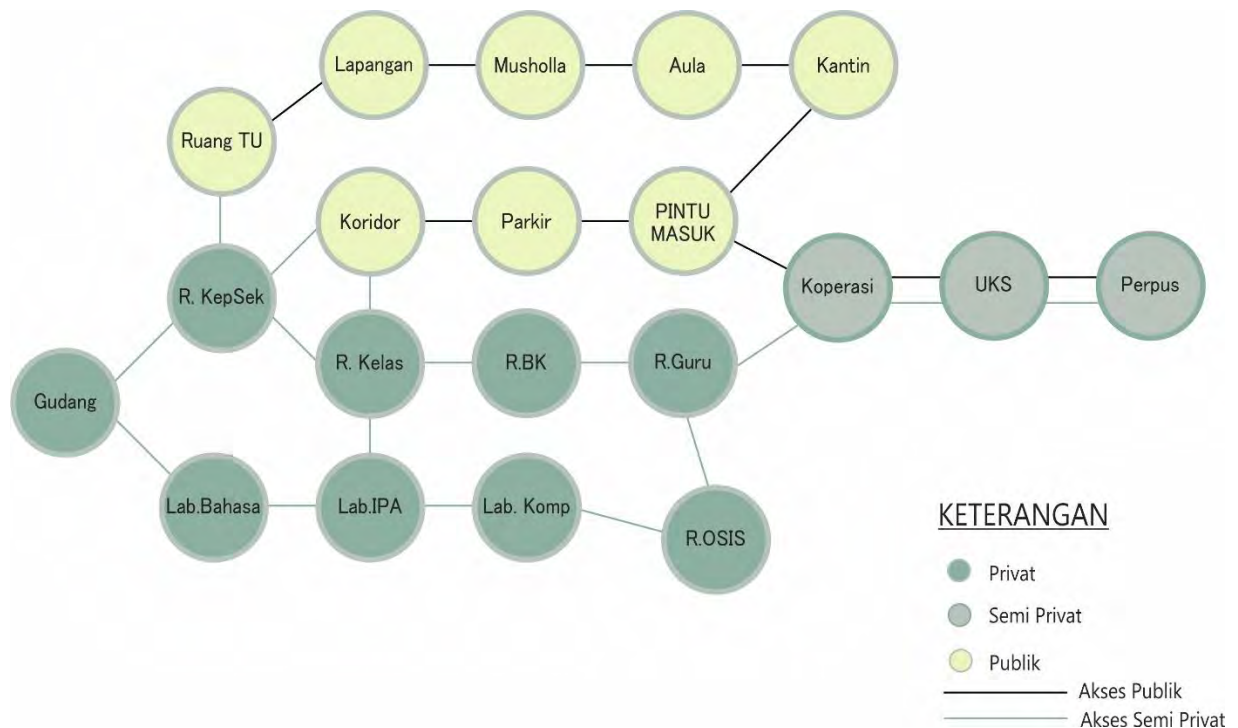 Lapangan
Musholla
Aula
Kantin
Ruang TU
Koridor
Parkir
PINTU
MASUK
R. KepSek
Koperasi
UKS
Perpus
R. Kelas
R.BK
R.Guru
Gudang
Lab.Bahasa
Lab.IPA
Lab. Komp
R.OSIS
KETERANGAN
Privat
Semi Privat
Publik
Akses Publik
Akses Semi Privat